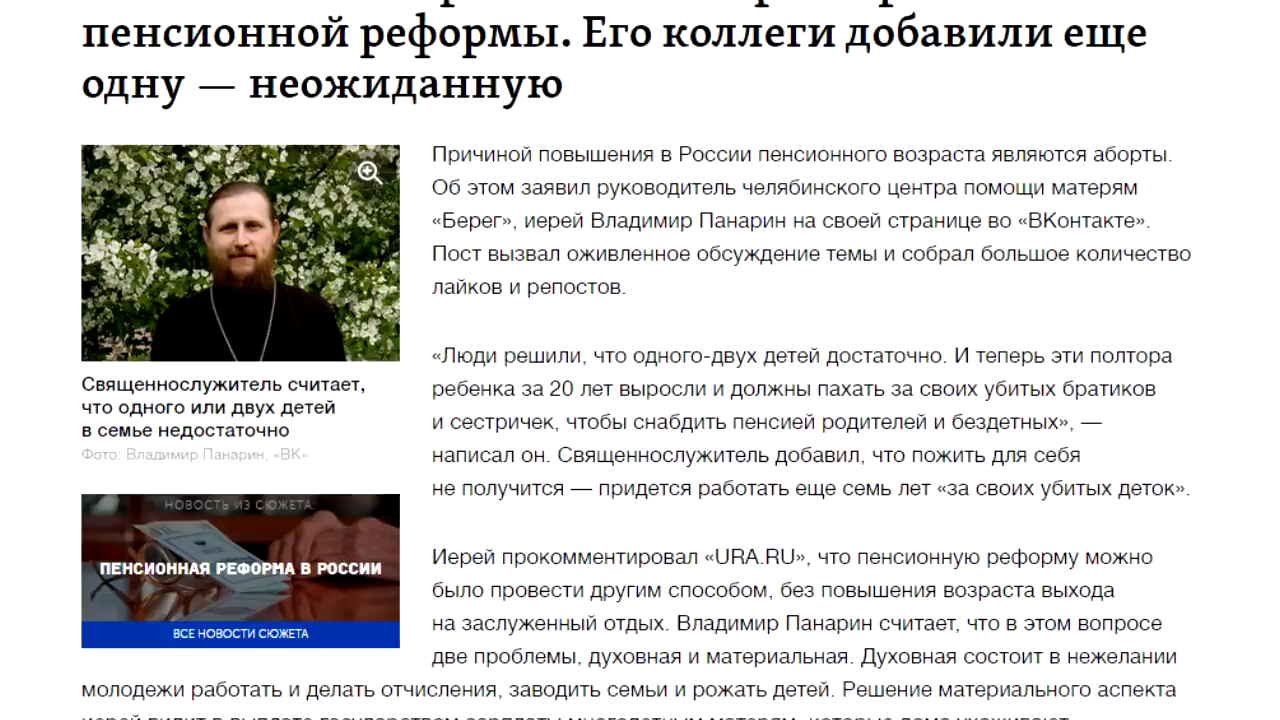 пенсионной реформы. Его коллеги добавили еще
одну — неожиданную
Причиной повышения в России пенсионного возраста являются аборты.
Об этом заявил руководитель челябинского центра помощи матерям
«Берег», иерей Владимир Панарин на своей странице во «ВКонтакте».
Пост вызвал оживленное обсуждение темы и собрал большое количество
лайков и репостов.
Священнослужитель считает,
что одного или двух детей
в семье недостаточно
Фото: Владимир Панарин, «ВК»
«Люди решили, что одного-двух детей достаточно. И теперь эти полтора
ребенка за 20 лет выросли и должны пахать за своих убитых братиков
и сестричек, чтобы снабдить пенсией родителей и бездетных», —
написал он. Священнослужитель добавил, что пожить для себя
не получится — придется работать еще семь лет «за своих убитых деток».
НОВОСТЬ ИЗ СЮЖЕТА:
ПЕНСИОННАЯ РЕФОРМА В РОССИИ
ВСЕ НОВОСТИ СЮЖЕТА
Иерей прокомментировал «URA.RU», что пенсионную реформу можно
было провести другим способом, без повышения возраста выхода
на заслуженный отдых. Владимир Панарин считает, что в этом вопросе
две проблемы, духовная и материальная. Духовная состоит в нежелании
молодежи работать и делать отчисления, заводить семьи и рожать детей. Решение материального аспекта